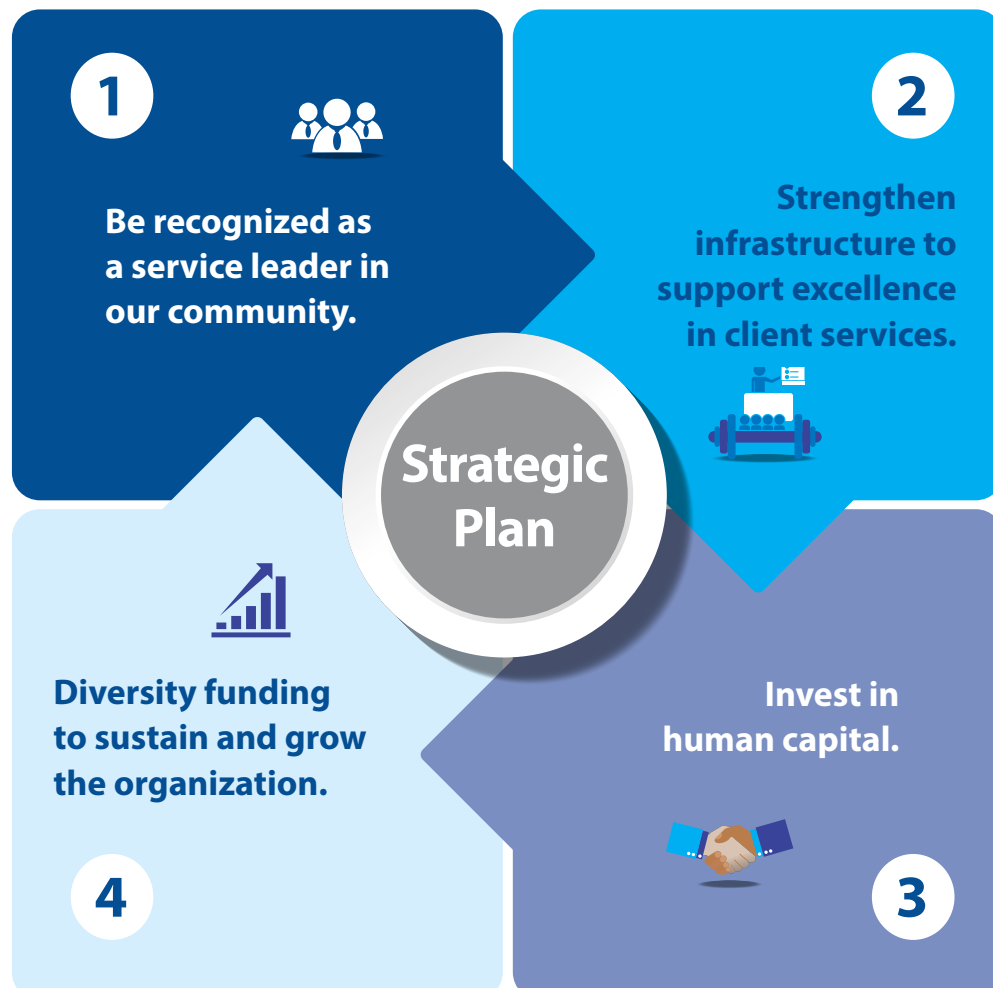 1
Be recognized as
a service leader in
our community.
2
Strengthen
infrastructure to
support excellence
in client services.
Strategic
Plan
Invest in
human capital.
3
Diversity funding
to sustain and grow
the organization.
4